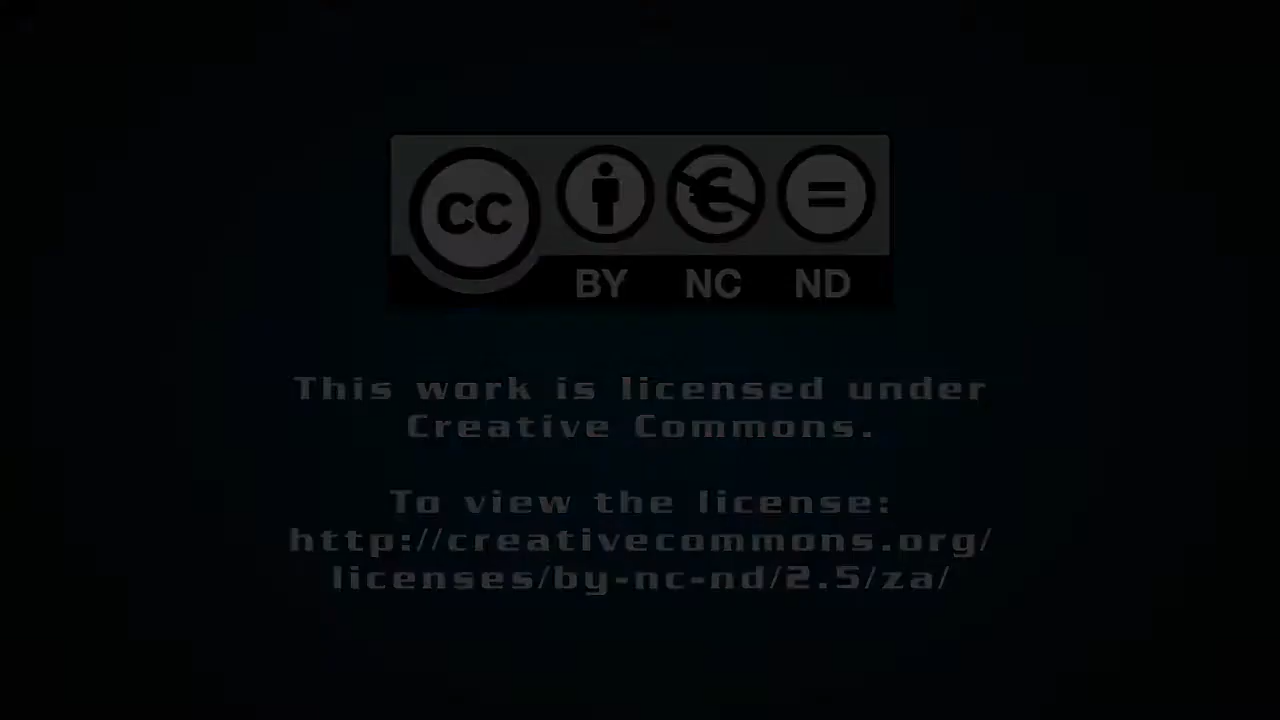 CC
BY NC ND
This work is licensed under
Creative Commons.
To view the license:
http://creativecommons.org/
licenses/by-nc-nd/2.5/za/